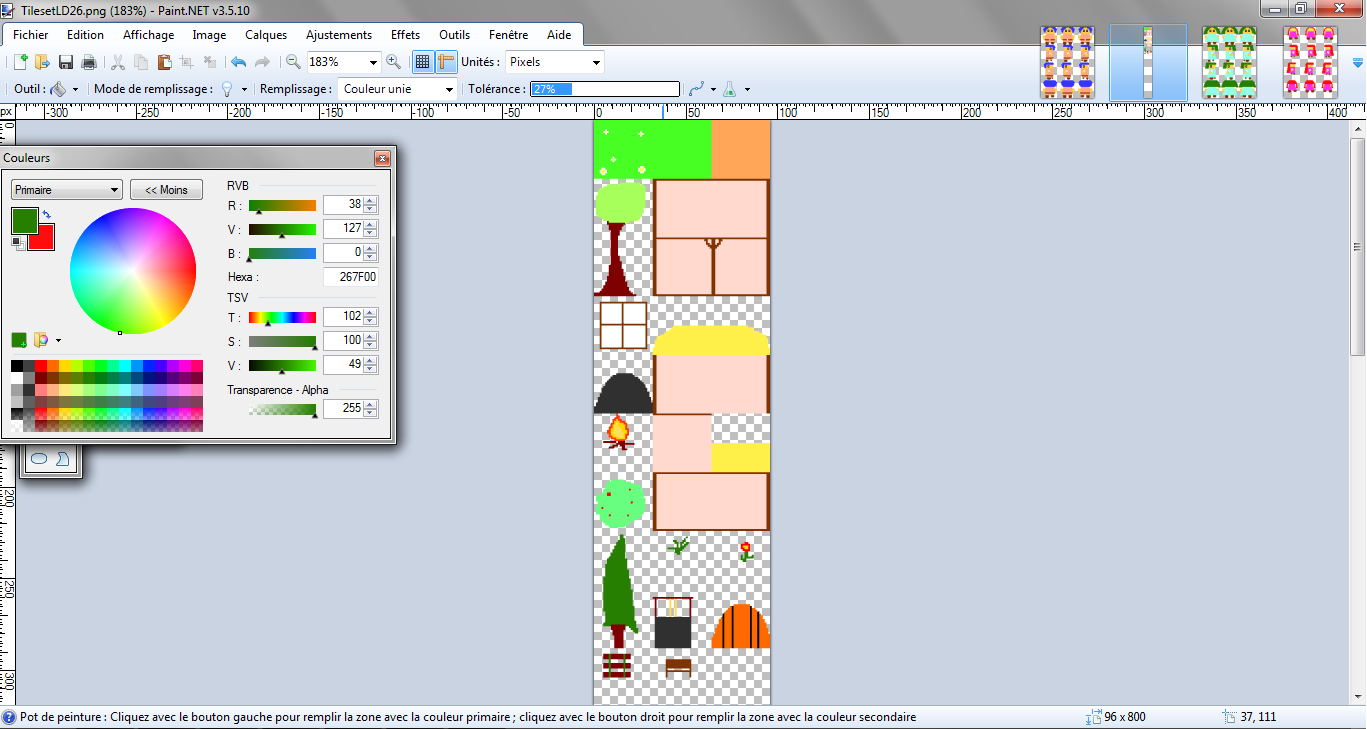 TilesetLD26.png (183%) - Paint.NET v3.5.10
Fichier Edition Affichage Image Calques Ajustements Effets Outils Fenêtre Aide
183% Unités : Pixels
Outil : Mode de remplissage : Remplissage : Couleur unie Tolérance : 27%
px -300 -250 -200 -150 -100 -50 0 50 100 150 200 250 300 350 400
0
Couleurs
Primaire << Moins
RVB
R : 38
V : 127
B : 0
Hexa : 267F00
TSV
T : 102
S : 100
V : 49
Transparence - Alpha
255
200
250
300
Pot de peinture : Cliquez avec le bouton gauche pour remplir la zone avec la couleur primaire ; cliquez avec le bouton droit pour remplir la zone avec la couleur secondaire 96 x 800 37, 111